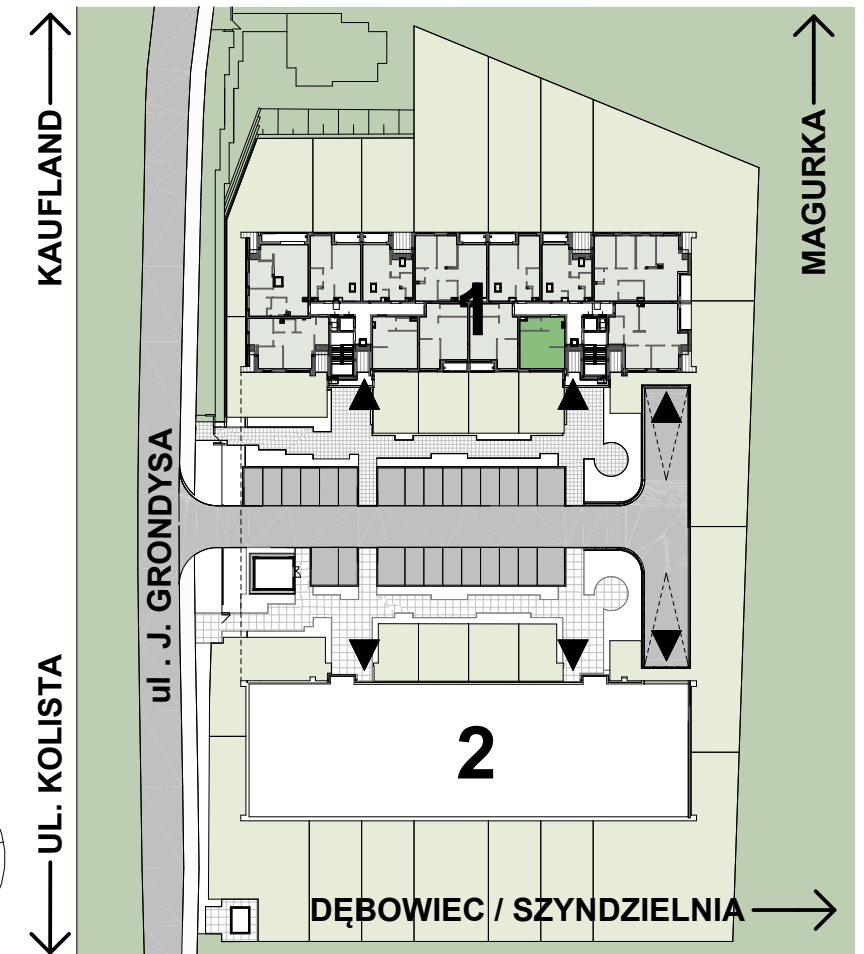 KAUFLAND
MAGURKA
1
ul . J. GRONDYSA
UL. KOLISTA
2
DĘBOWIEC / SZYNDZIELNIA